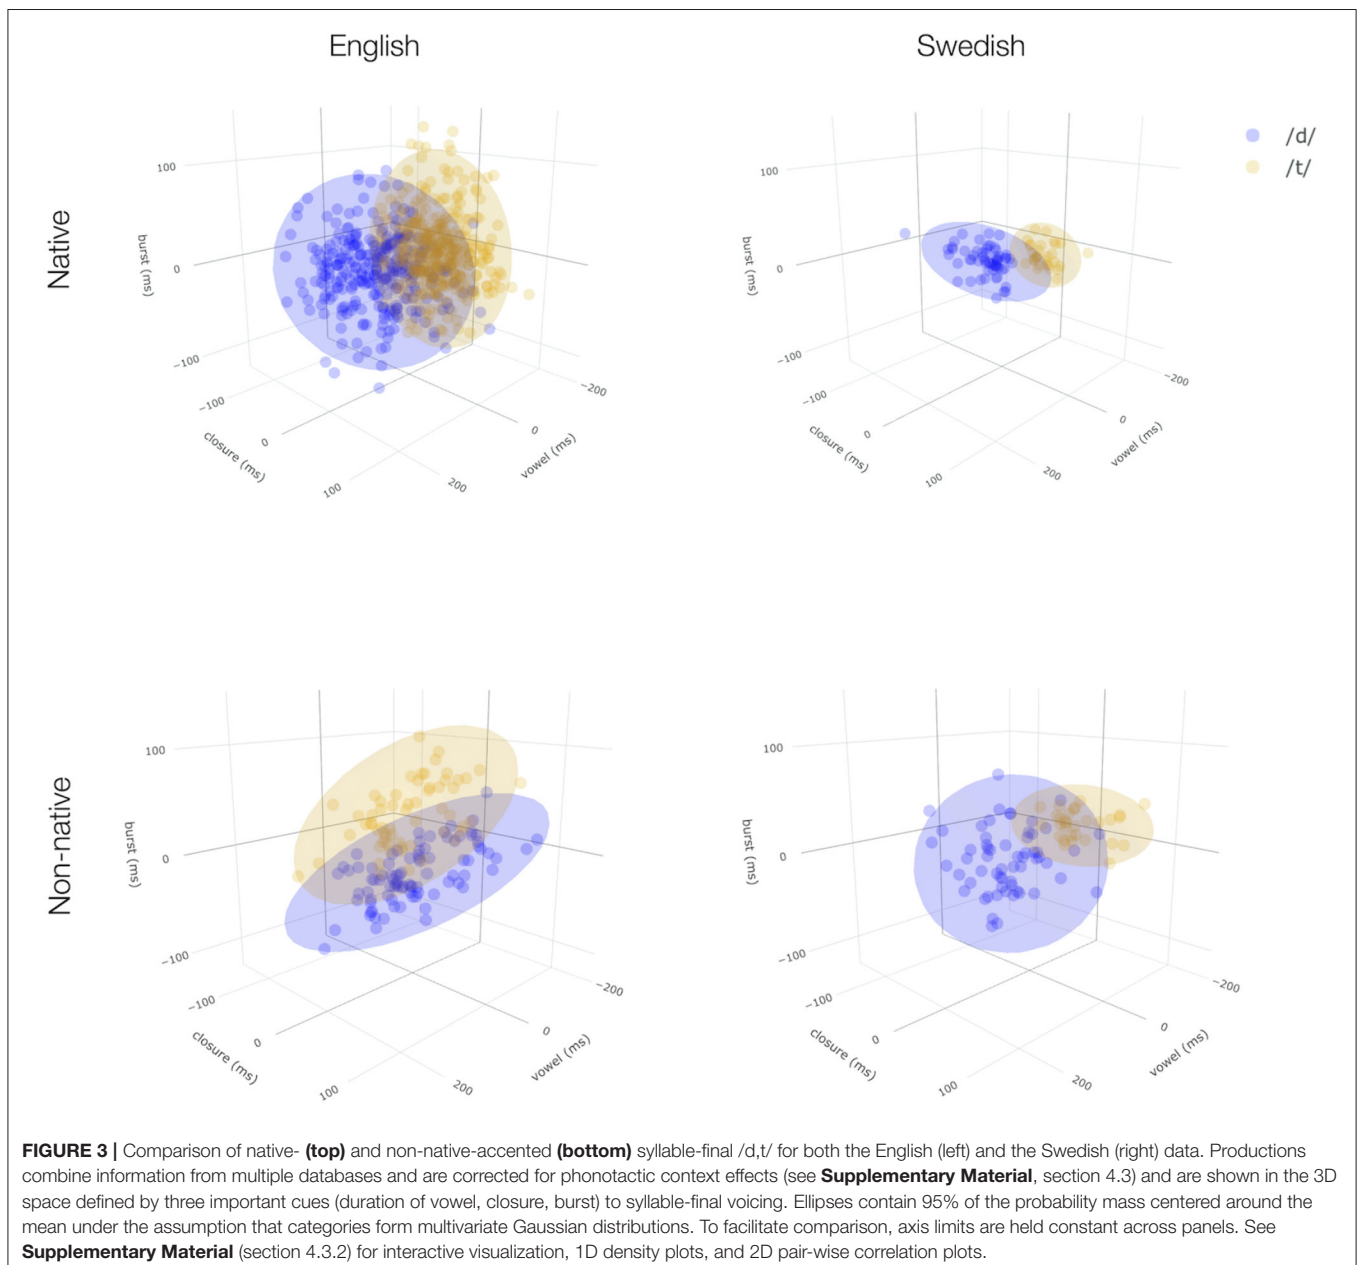 English
Swedish
/d/
/t/
Native
100
0
−100
burst (ms)
−100
0
100
closure (ms)
−200
0
200
vowel (ms)
100
0
−100
burst (ms)
−100
0
100
closure (ms)
−200
0
200
vowel (ms)
Non-native
100
0
−100
burst (ms)
−100
0
100
closure (ms)
−200
0
200
vowel (ms)
100
0
−100
burst (ms)
−100
0
100
closure (ms)
−200
0
200
vowel (ms)
FIGURE 3 | Comparison of native- (top) and non-native-accented (bottom) syllable-final /d,t/ for both the English (left) and the Swedish (right) data. Productions
combine information from multiple databases and are corrected for phonotactic context effects (see Supplementary Material, section 4.3) and are shown in the 3D
space defined by three important cues (duration of vowel, closure, burst) to syllable-final voicing. Ellipses contain 95% of the probability mass centered around the
mean under the assumption that categories form multivariate Gaussian distributions. To facilitate comparison, axis limits are held constant across panels. See
Supplementary Material (section 4.3.2) for interactive visualization, 1D density plots, and 2D pair-wise correlation plots.